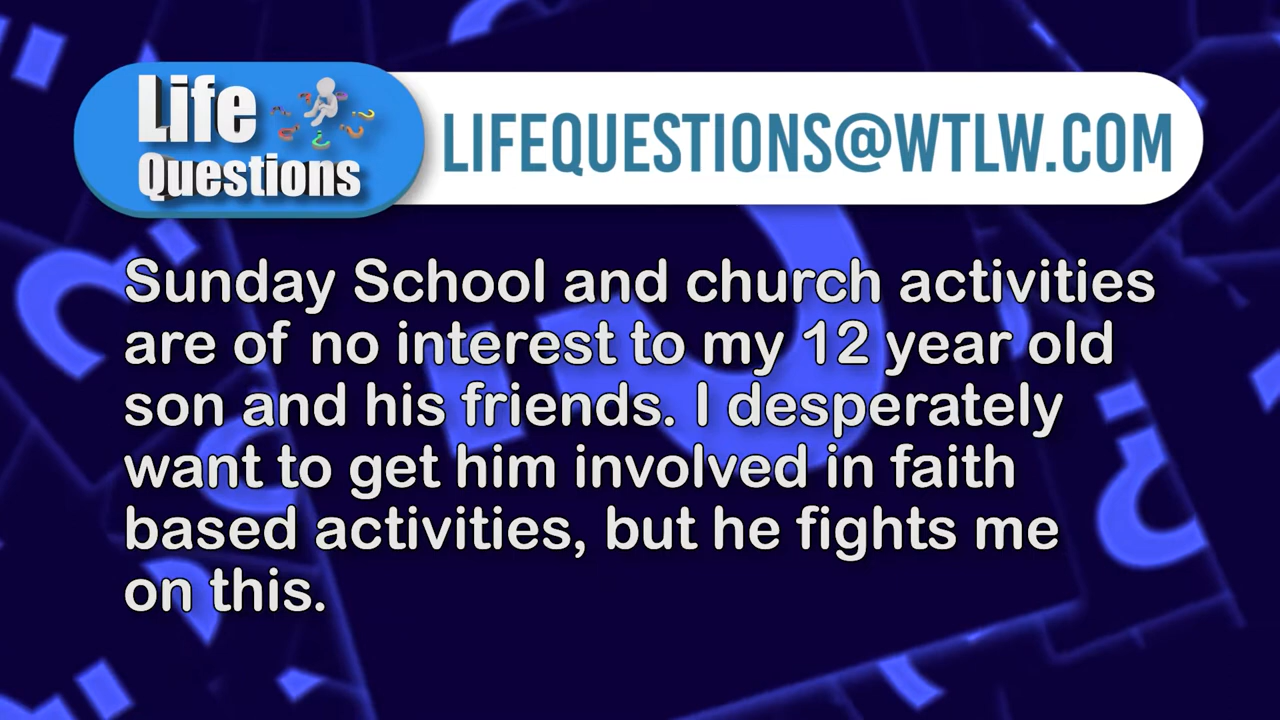 Life
Questions
LIFEQUESTIONS@WTLW.COM
Sunday School and church activities
are of no interest to my 12 year old
son and his friends. I desperately
want to get him involved in faith
based activities, but he fights me
on this.